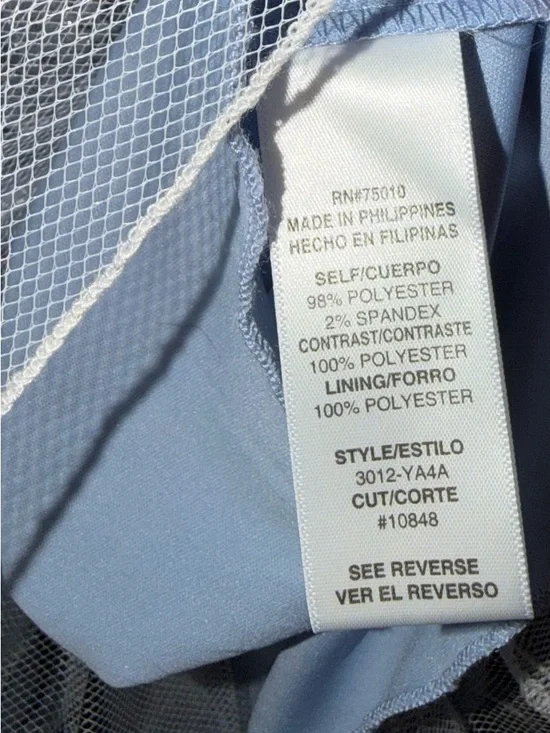 RN#75010
MADE IN PHILIPPINES
HECHO EN FILIPINAS
SELF/CUERPO
98% POLYESTER
2% SPANDEX
CONTRAST/CONTRASTE
100% POLYESTER
LINING/FORRO
100% POLYESTER
STYLE/ESTILO
3012-YA4A
CUT/CORTE
#10848
SEE REVERSE
VER EL REVERSO